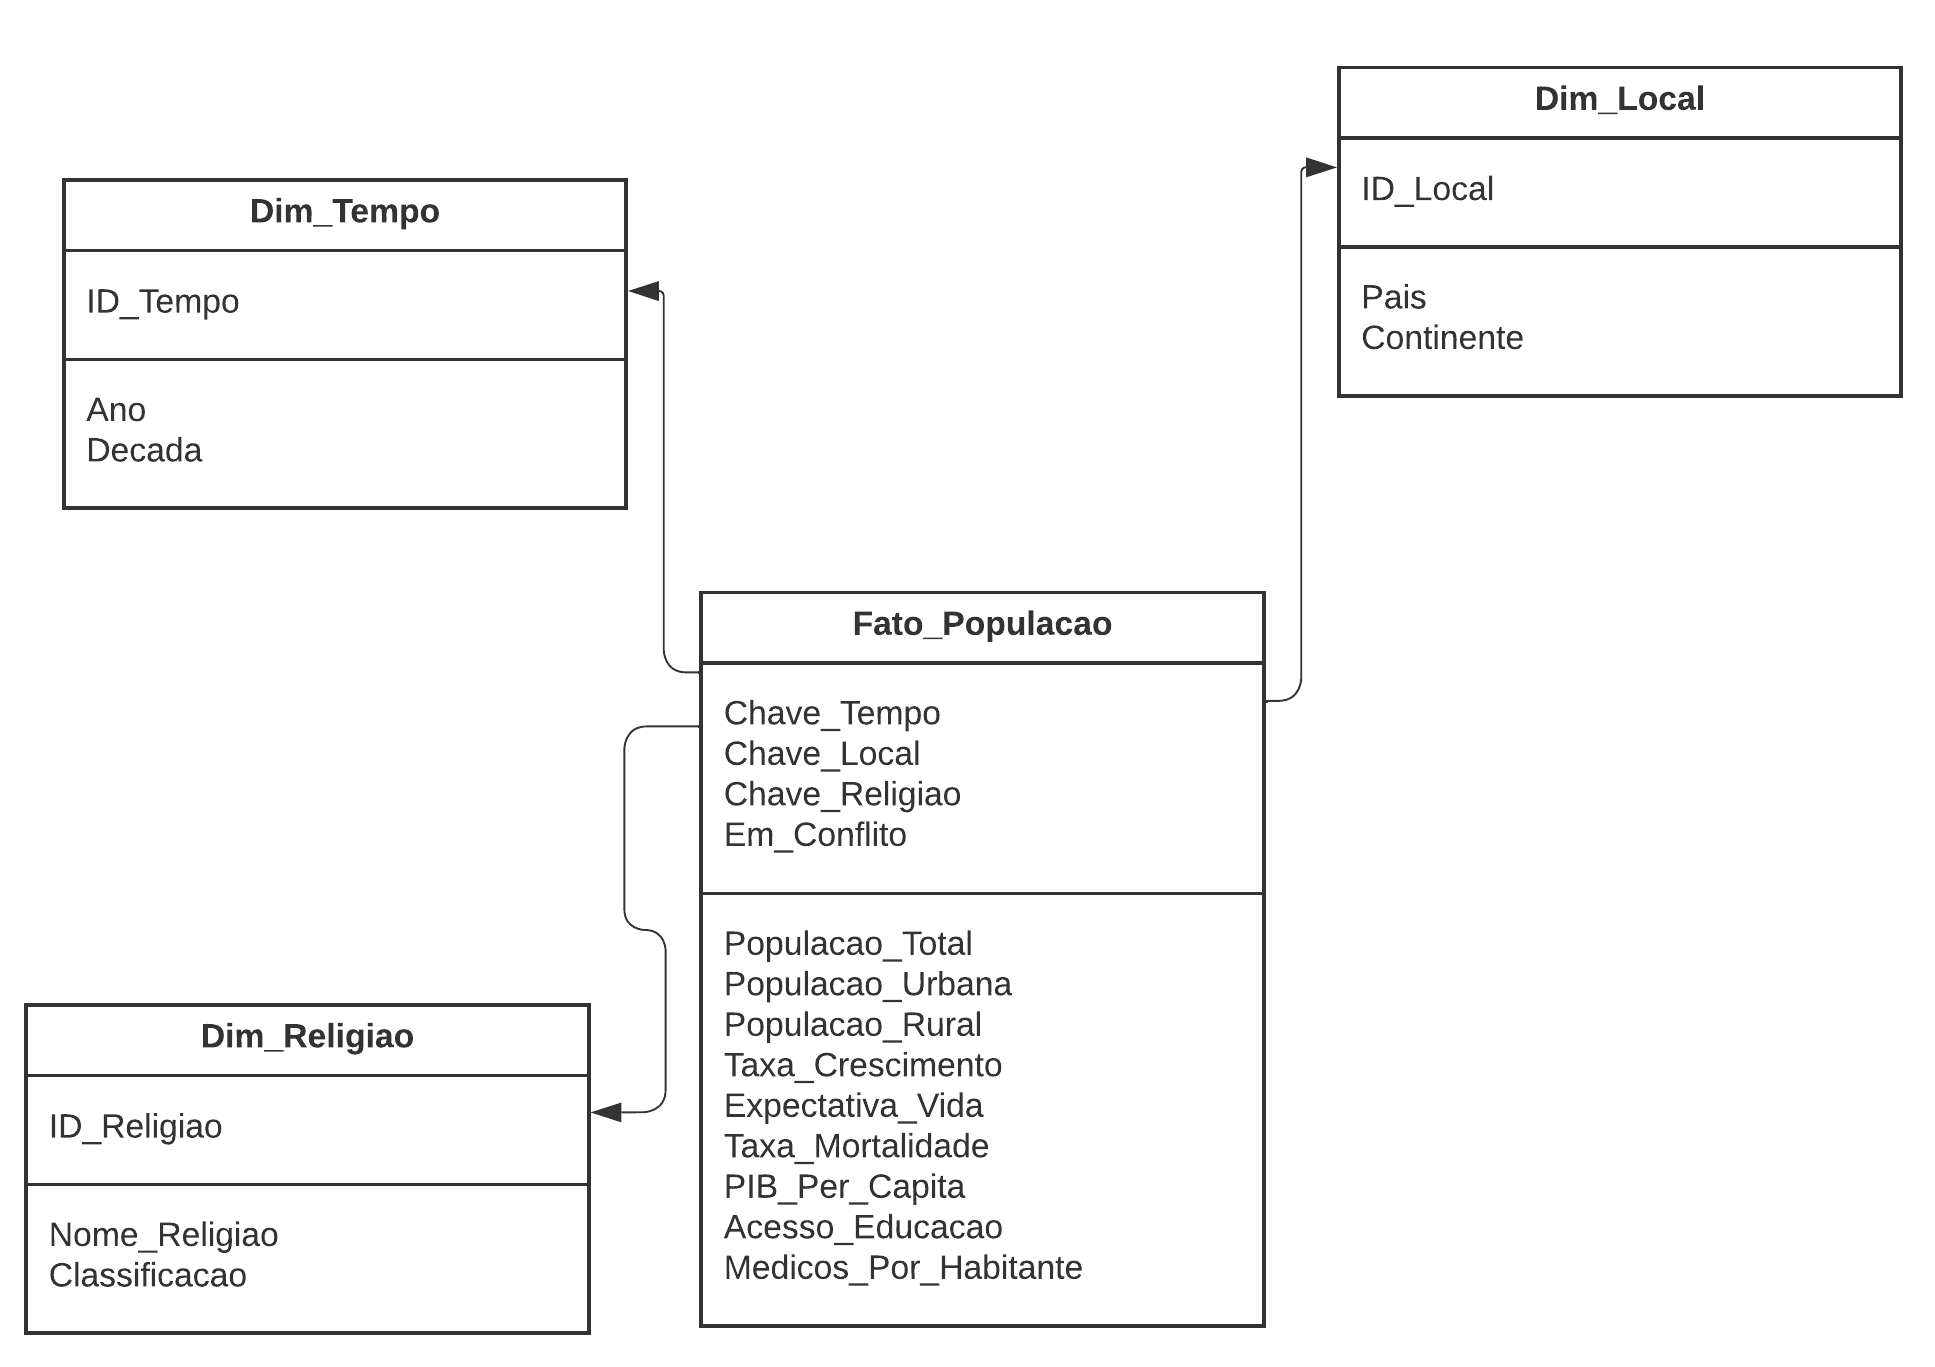 Dim_Local
ID_Local
Pais
Continente
Dim_Tempo
ID_Tempo
Ano
Decada
Fato_Populacao
Chave_Tempo
Chave_Local
Chave_Religiao
Em_Conflito
Populacao_Total
Populacao_Urbana
Populacao_Rural
Taxa_Crescimento
Expectativa_Vida
Taxa_Mortalidade
PIB_Per_Capita
Acesso_Educacao
Medicos_Por_Habitante
Dim_Religiao
ID_Religiao
Nome_Religiao
Classificacao